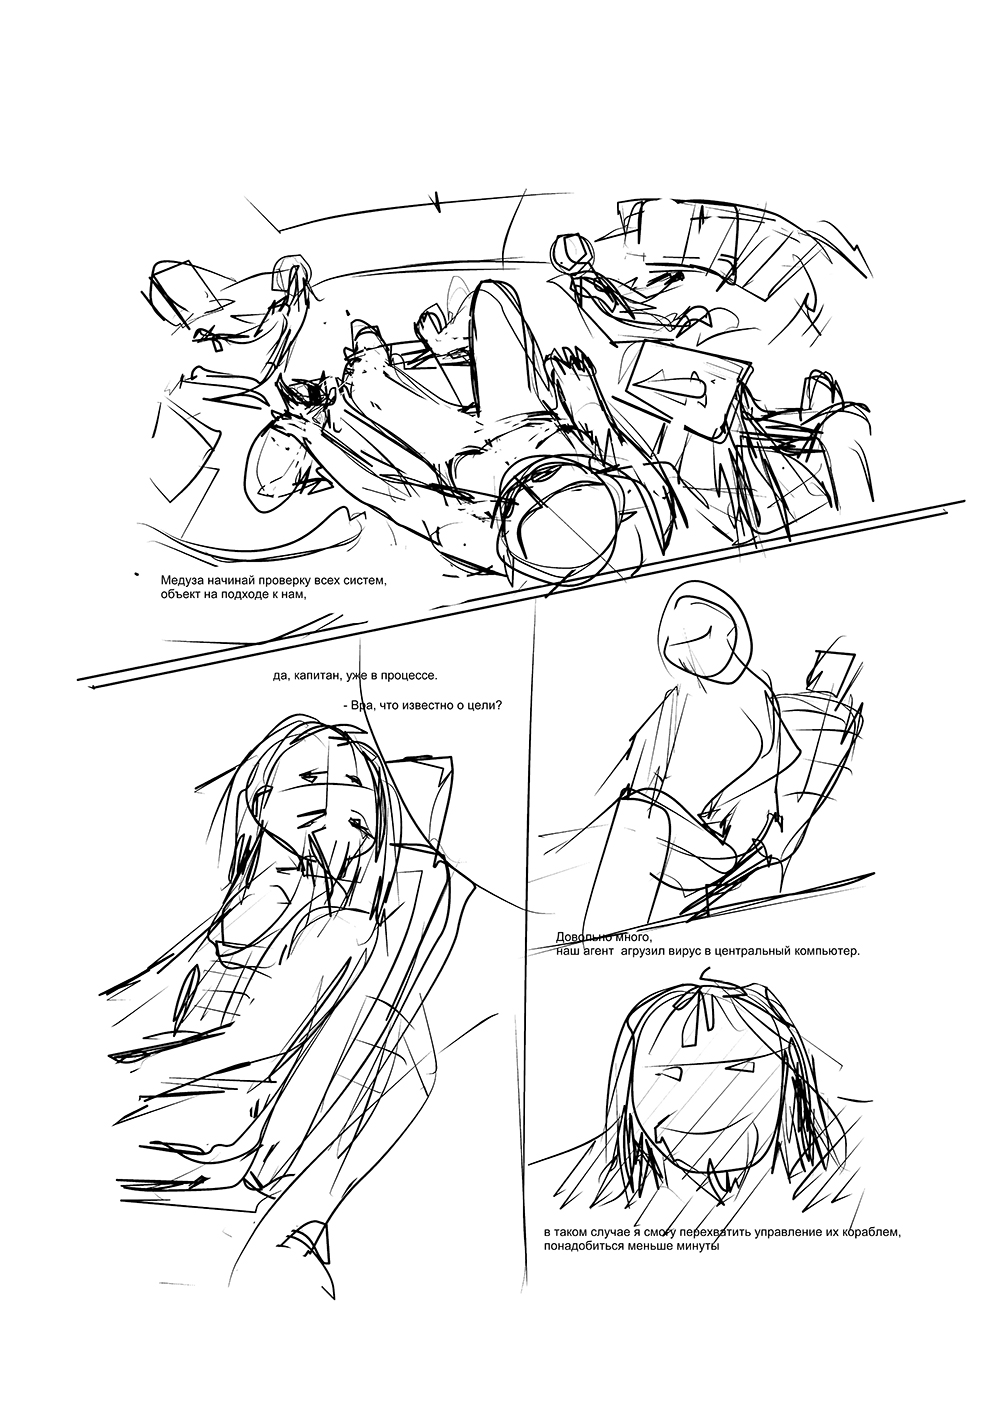 Медуза начинай проверку всех систем,
объект на подходе к нам,
да, капитан, уже в процессе.
- Вра, что известно о цели?
Довольно много,
наш агент агрузил вирус в центральный компьютер.
в таком случае я смогу перехватить управление их кораблем,
понадобиться меньше минуты